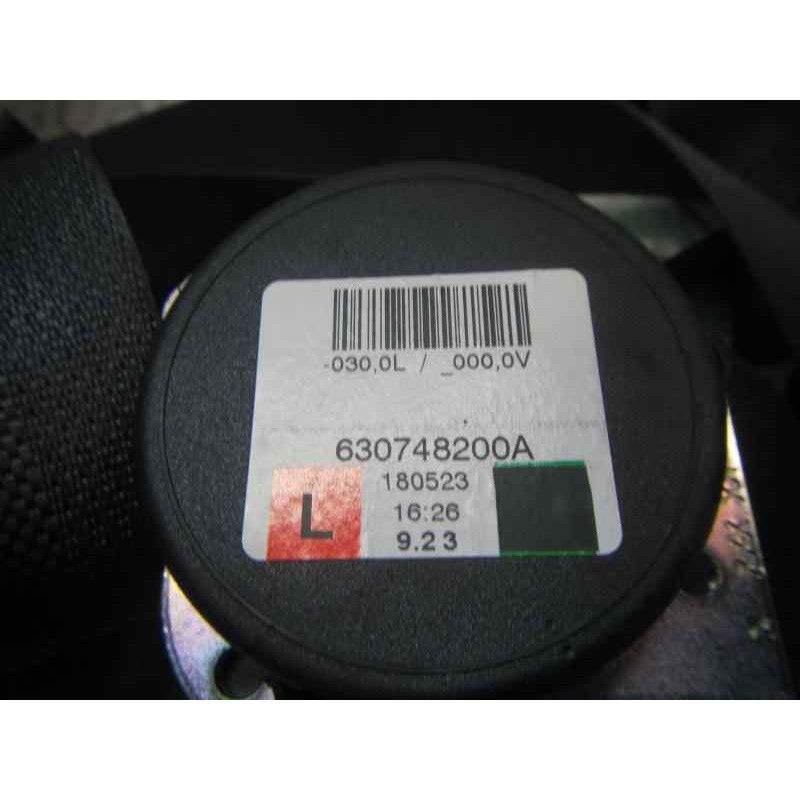 -030,0L / _000,0V
630748200A
180523
L
16:26
9.23